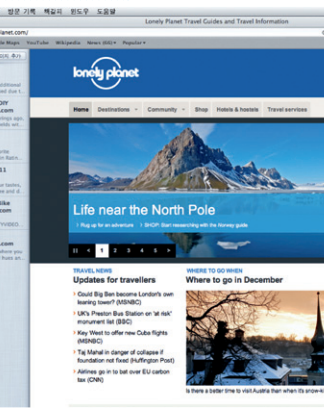 방문 기록 책갈피 윈도우 도움말
Lonely Planet Travel Guides and Travel Information
lanet.com/
Maps YouTube Wikipedia News (60) Popular
lonely planet
Home Destinations Community Shop Hotels & hostels Travel services
Life near the North Pole
Rug up for an adventure SHOP: Start researching with the Norway guide
1 2 3 4 5
TRAVEL NEWS
Updates for travellers
Could Big Ben become London's own
leaning tower? (MSNBC)
UK's Preston Bus Station on 'at risk'
monument list (BBC)
Key West to offer new Cuba flights
(MSNBC)
Taj Mahal in danger of collapse if
foundation not fixed (Huffington Post)
Airlines go in to bat over EU carbon
tax (CNN)
WHERE TO GO WHEN
Where to go in December
Is there a better time to visit Austria than when it's snow-k